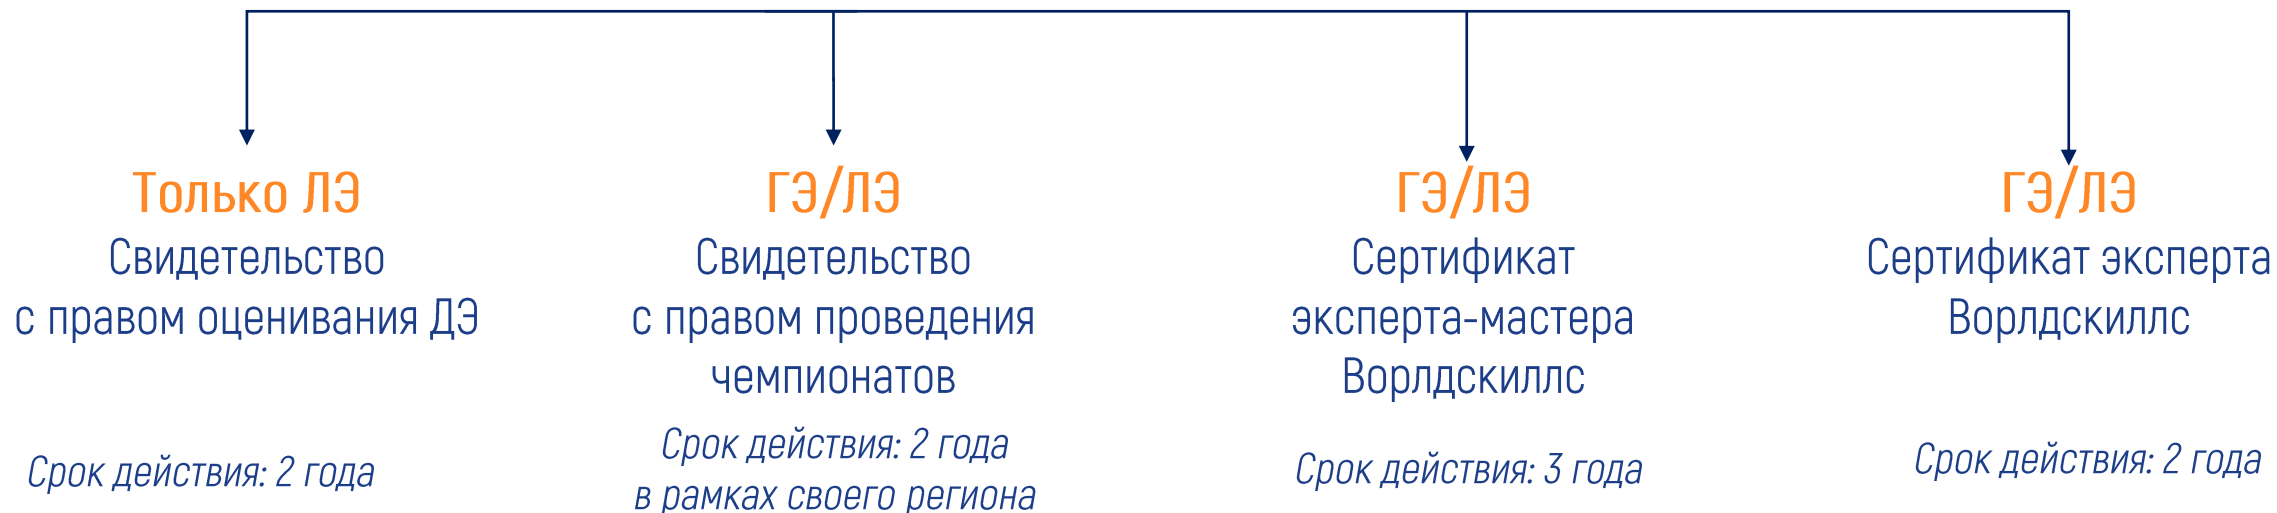 Только ЛЭ
Свидетельство
с правом оценивания ДЭ
Срок действия: 2 года
ГЭ/ЛЭ
Свидетельство
с правом проведения
чемпионатов
Срок действия: 2 года
в рамках своего региона
ГЭ/ЛЭ
Сертификат
эксперта-мастера
Ворлдскиллс
Срок действия: 3 года
ГЭ/ЛЭ
Сертификат эксперта
Ворлдскиллс
Срок действия: 2 года